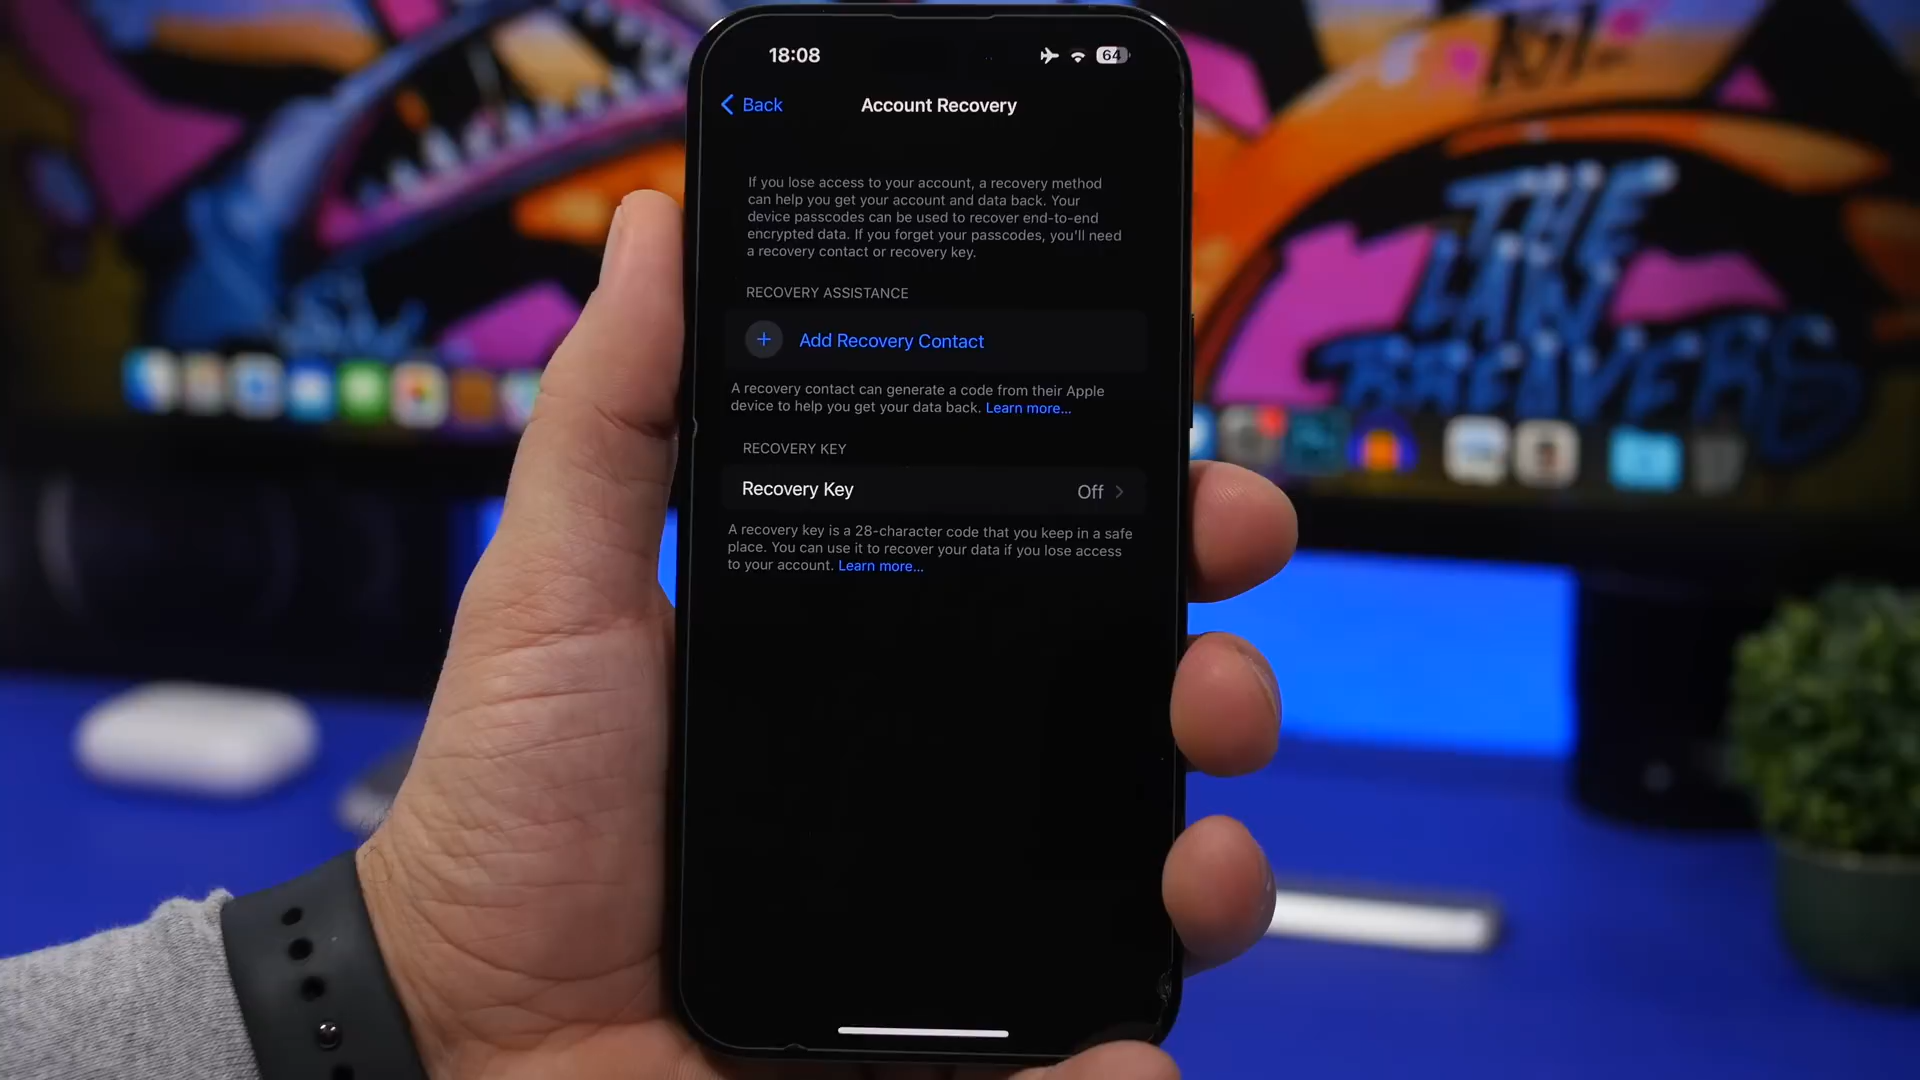 18:08
64
Back
Account Recovery
If you lose access to your account, a recovery method
can help you get your account and data back. Your
device passcodes can be used to recover end-to-end
encrypted data. If you forget your passcodes, you'll need
a recovery contact or recovery key.
RECOVERY ASSISTANCE
+ Add Recovery Contact
A recovery contact can generate a code from their Apple
device to help you get your data back. Learn more...
RECOVERY KEY
Recovery Key
Off
A recovery key is a 28-character code that you keep in a safe
place. You can use it to recover your data if you lose access
to your account. Learn more...
THE
LAW
BREAKERS